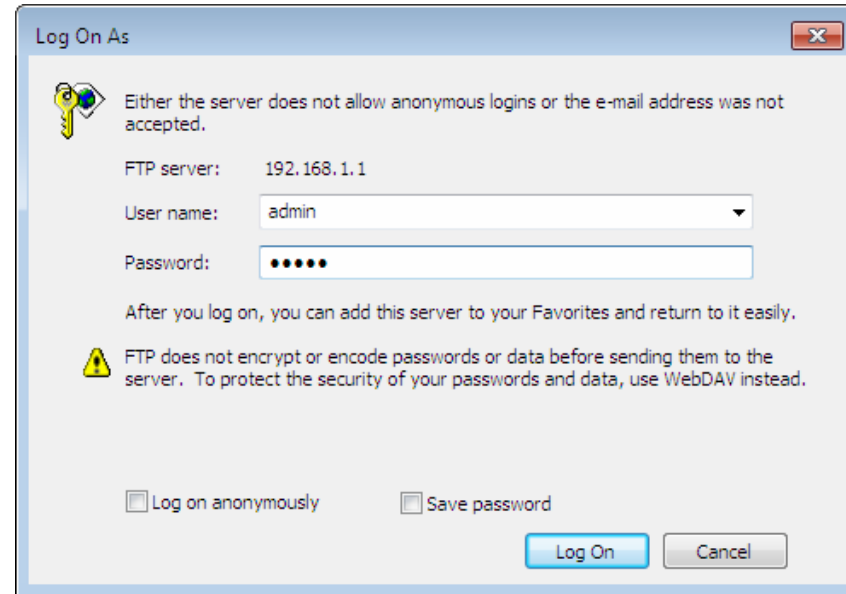 Log On As
Either the server does not allow anonymous logins or the e-mail address was not
accepted.
FTP server: 192.168.1.1
User name: admin
Password: •••••
After you log on, you can add this server to your Favorites and return to it easily.
FTP does not encrypt or encode passwords or data before sending them to the
server. To protect the security of your passwords and data, use WebDAV instead.
Log on anonymously Save password
Log On Cancel